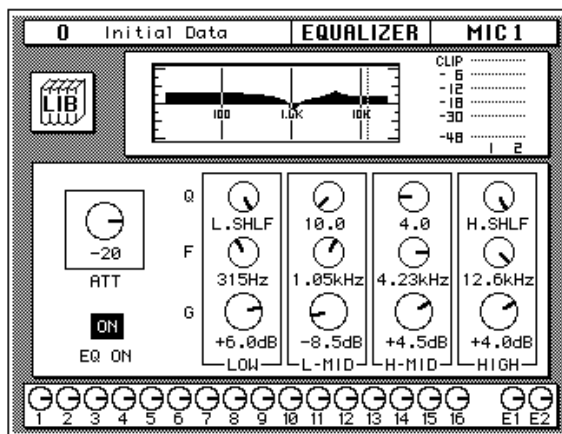 0 Initial Data EQUALIZER MIC1
LIB
CLIP
- 6
-12
-18
-30
-48
1 2
100 1.0K 10K
Q
L.SHLF 10.0 4.0 H.SHLF
-20
ATT
F
315Hz 1.05kHz 4.23kHz 12.6kHz
G
ON
EQ ON
+6.0dB -8.5dB +4.5dB +4.0dB
LOW L-MID H-MID HIGH
1 2 3 4 5 6 7 8 9 10 11 12 13 14 15 16 E1 E2